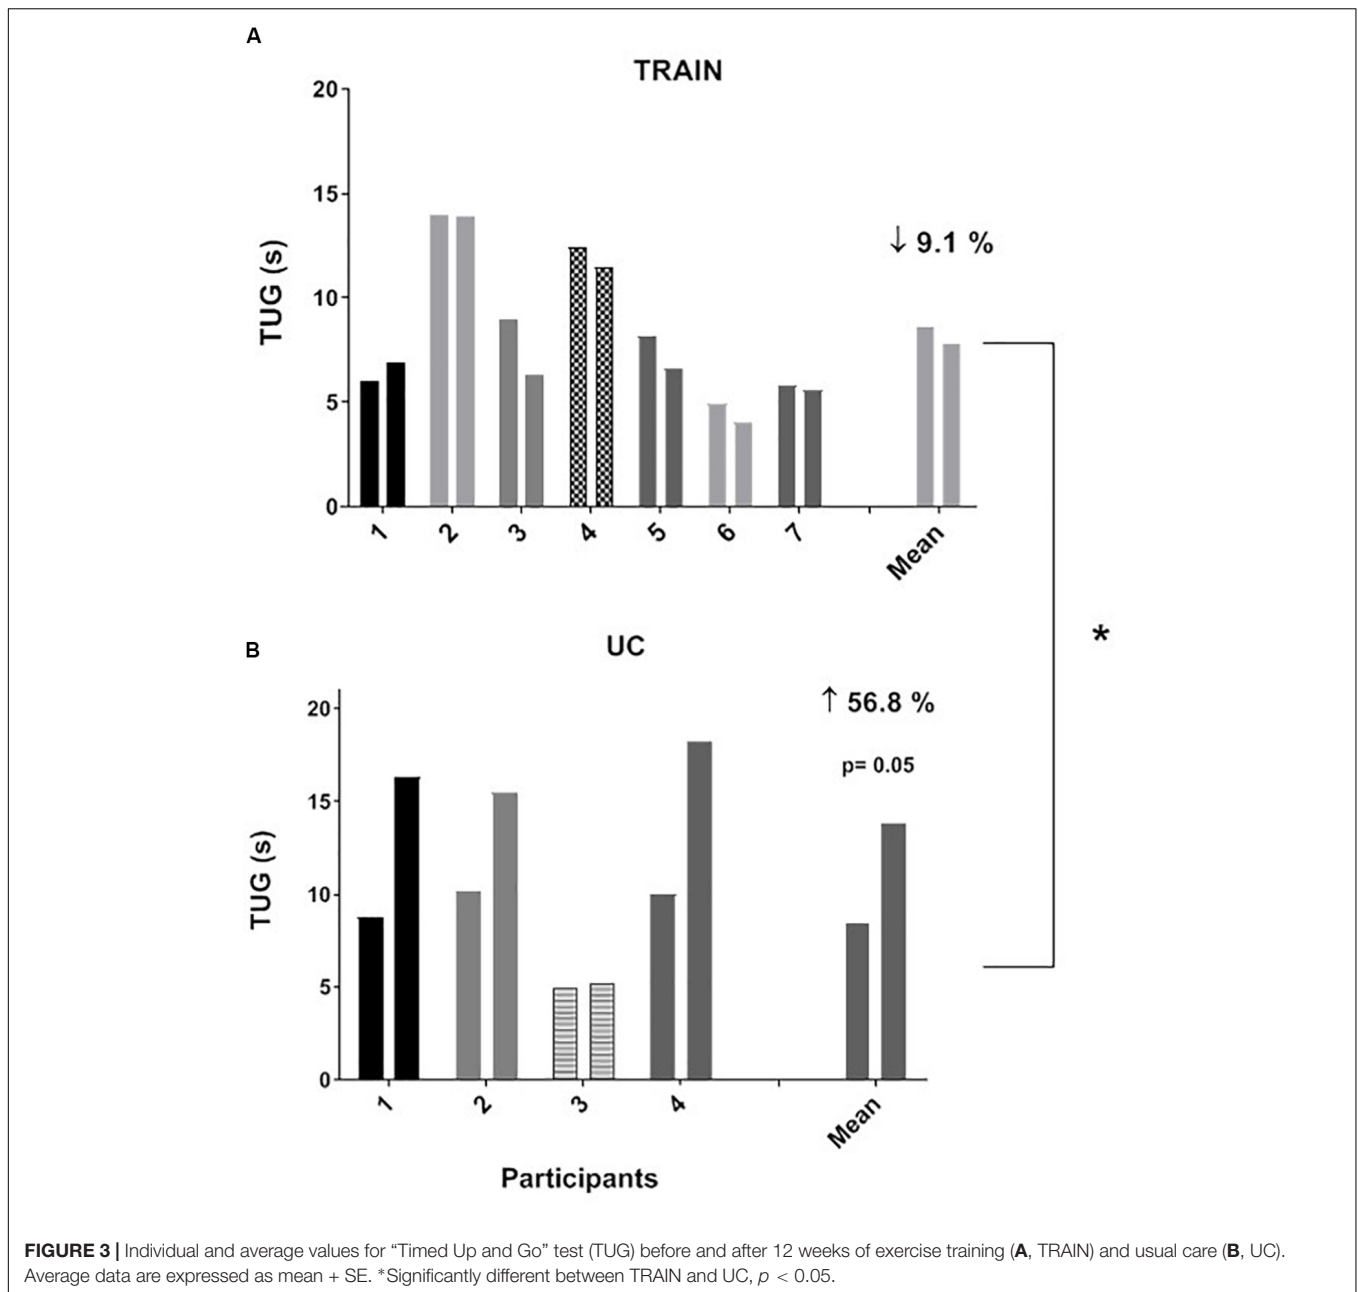 A
TRAIN
20
15
10
5
0
TUG (s)
↓ 9.1 %
1 2 3 4 5 6 7 Mean
*
B
UC
20
15
10
5
0
TUG (s)
↑ 56.8 %
p= 0.05
1 2 3 4 Mean
Participants
FIGURE 3 | Individual and average values for “Timed Up and Go” test (TUG) before and after 12 weeks of exercise training (A, TRAIN) and usual care (B, UC).
Average data are expressed as mean + SE. *Significantly different between TRAIN and UC, p < 0.05.